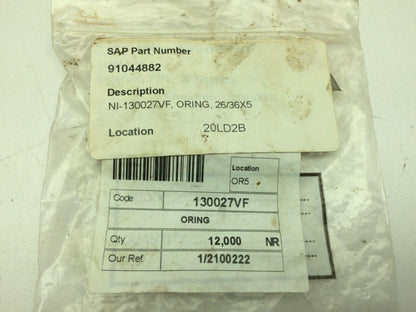 SAP Part Number
91044882
Description
NI-130027VF, ORING, 26/36X5
Location 20LD2B
Location
OR5
Code 130027VF
ORING
Qty 12,000 NR
Our Ref. 1/2100222